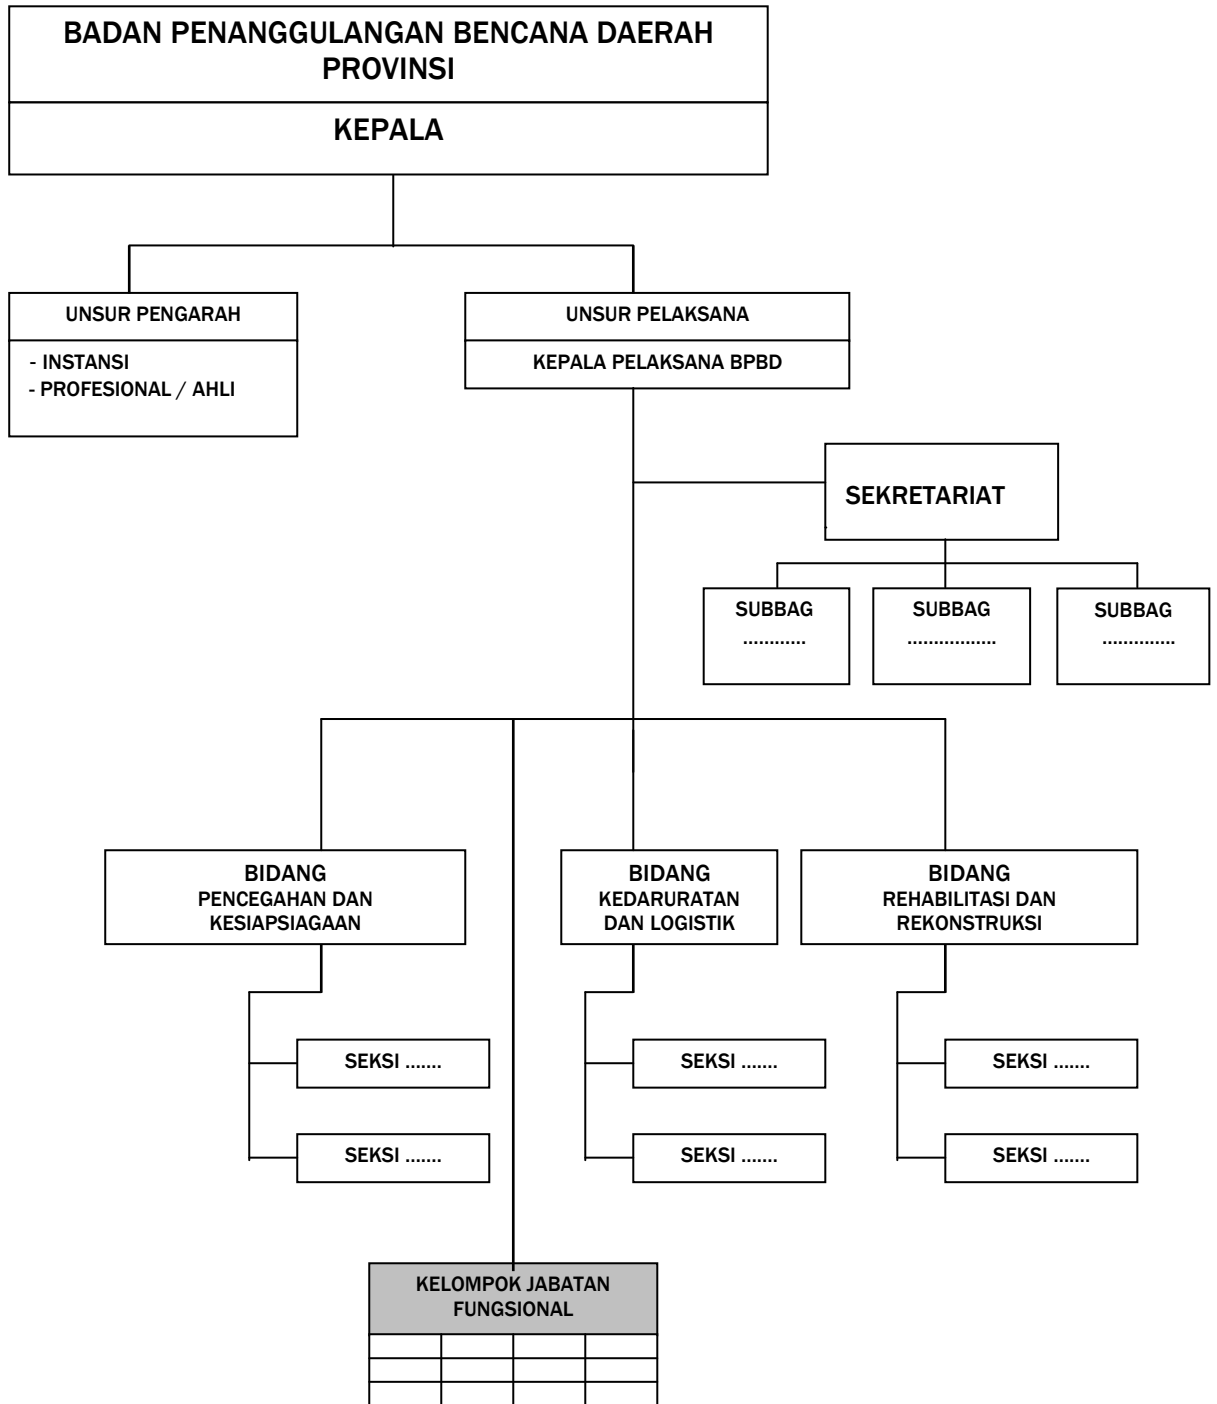 BADAN PENANGGULANGAN BENCANA DAERAH
PROVINSI
KEPALA
UNSUR PENGARAH
- INSTANSI
- PROFESIONAL / AHLI
UNSUR PELAKSANA
KEPALA PELAKSANA BPBD
SEKRETARIAT
SUBBAG
............
SUBBAG
.................
SUBBAG
..............
BIDANG
PENCEGAHAN DAN
KESIAPSIAGAAN
BIDANG
KEDARURATAN
DAN LOGISTIK
BIDANG
REHABILITASI DAN
REKONSTRUKSI
SEKSI .......
SEKSI .......
SEKSI .......
SEKSI .......
SEKSI .......
SEKSI .......
KELOMPOK JABATAN
FUNGSIONAL